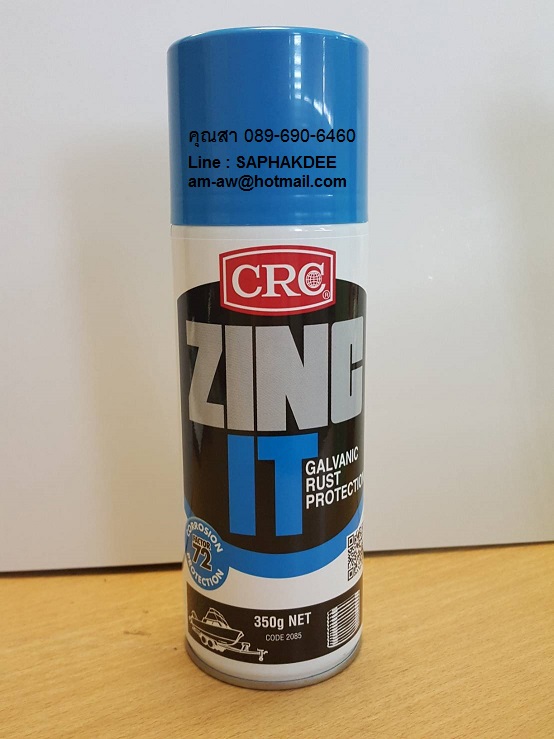 คุณสา 089-690-6460
Line : SAPHAKDEE
am-aw@hotmail.com
CRC
®
ZINC
IT
GALVANIC
RUST
PROTECTION
CORROSION
FACTOR
72
PROTECTION
350g NET
CODE 2085